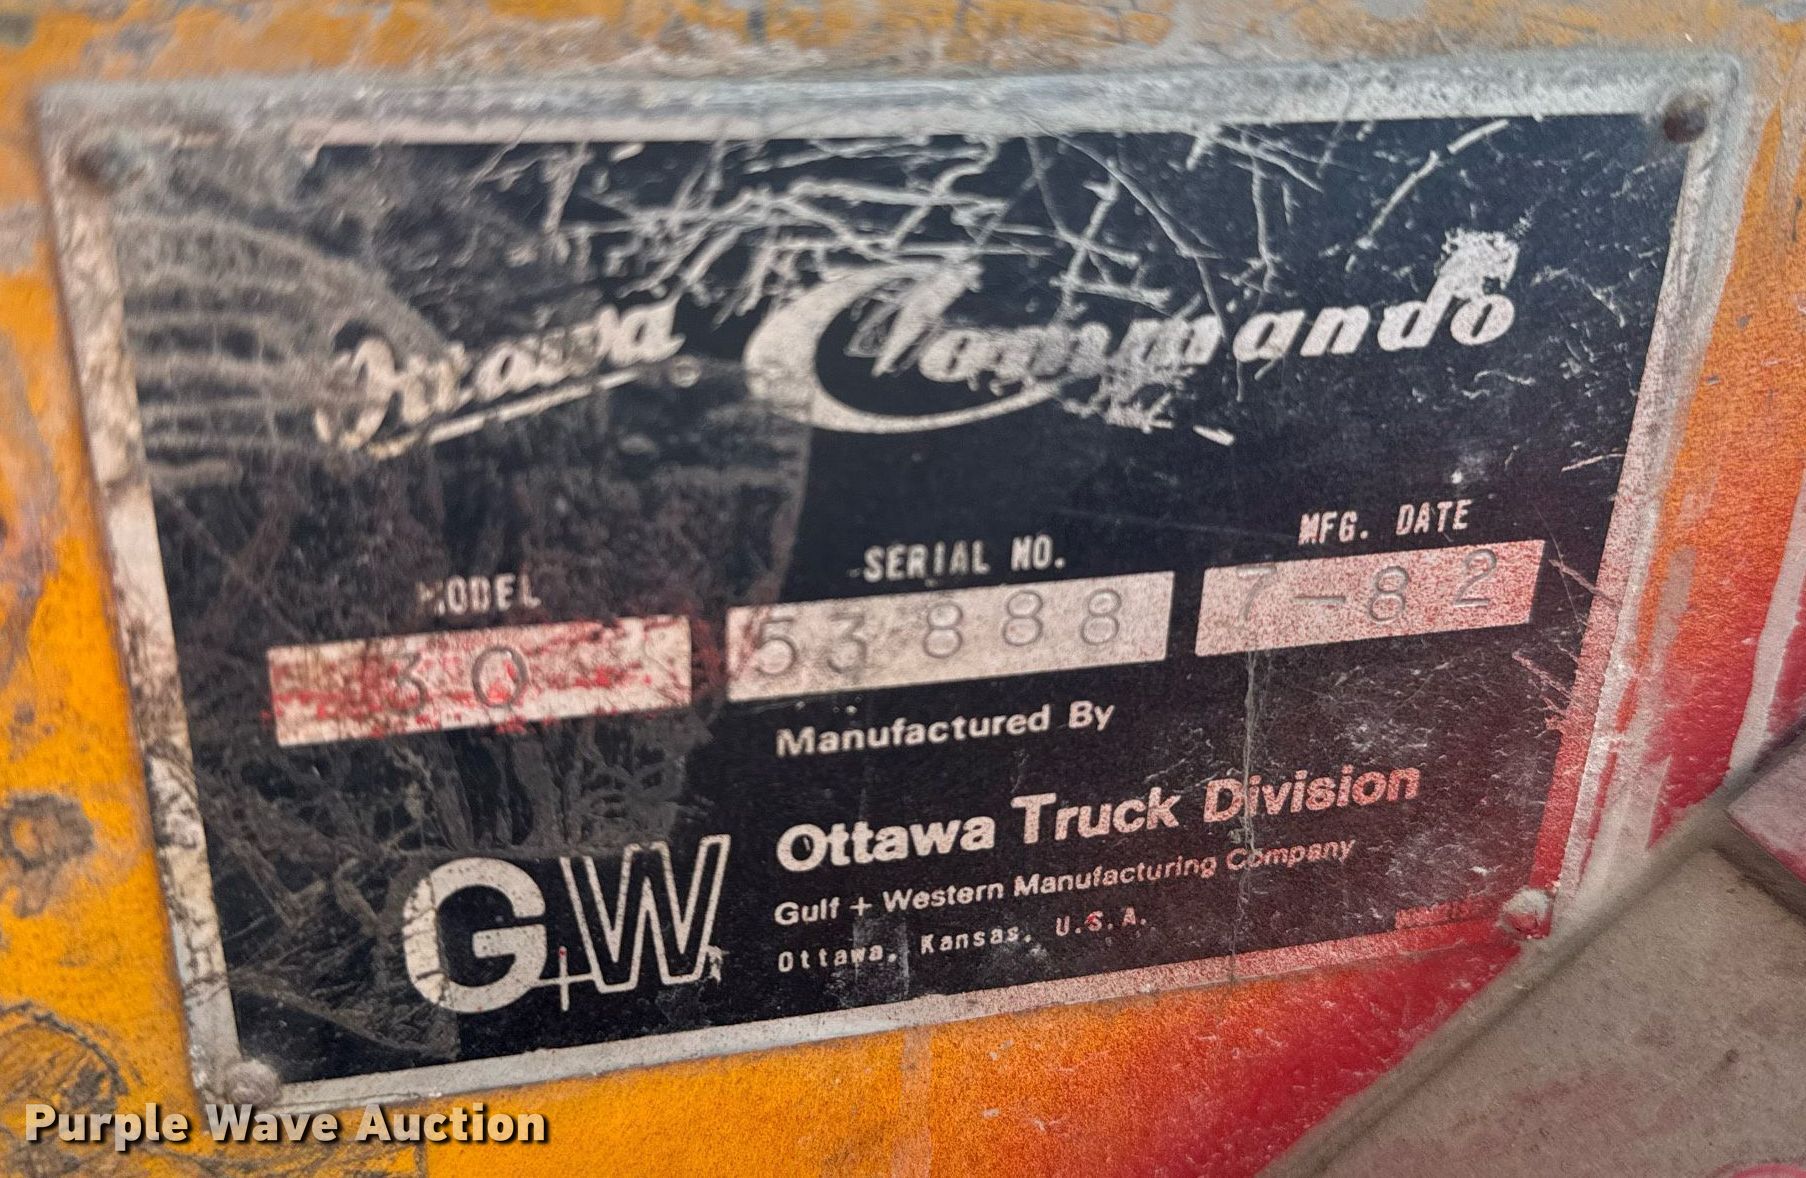 Ottawa Commando
MODEL SERIAL NO. MFG. DATE
30 53888 7-82
Manufactured By
G+W Ottawa Truck Division
Gulf + Western Manufacturing Company
Ottawa, Kansas, U.S.A.
Purple Wave Auction